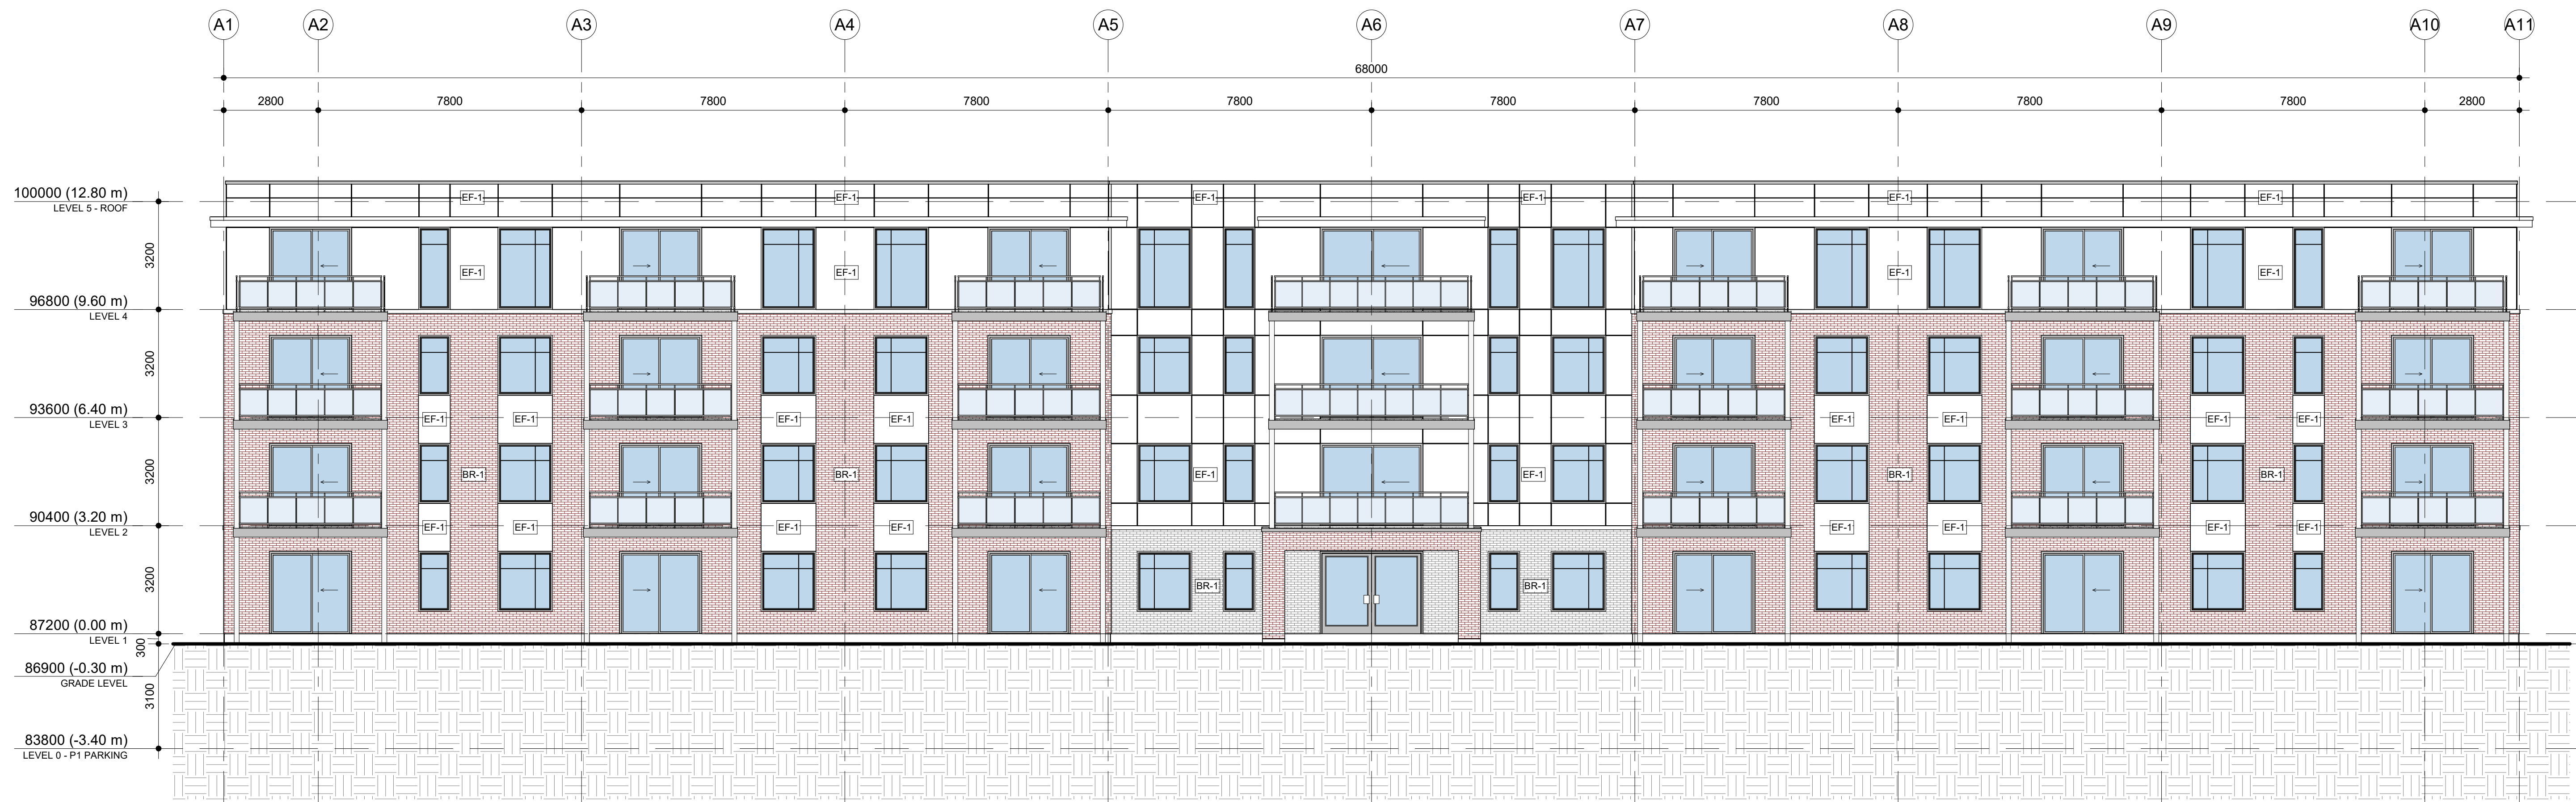 A1 A2 A3 A4 A5 A6 A7 A8 A9 A10 A11
68000
2800 7800 7800 7800 7800 7800 7800 7800 7800 2800
100000 (12.80 m)
LEVEL 5 - ROOF
EF-1 EF-1 EF-1 EF-1 EF-1 EF-1
3200
EF-1 EF-1 EF-1 EF-1
96800 (9.60 m)
LEVEL 4
3200
93600 (6.40 m)
LEVEL 3
EF-1 EF-1 EF-1 EF-1 EF-1 EF-1 EF-1 EF-1
3200
BR-1 BR-1 EF-1 EF-1 BR-1 BR-1
90400 (3.20 m)
LEVEL 2
EF-1 EF-1 EF-1 EF-1 EF-1 EF-1 EF-1 EF-1
3200
BR-1 BR-1
87200 (0.00 m)
LEVEL 1
300
86900 (-0.30 m)
GRADE LEVEL
3100
83800 (-3.40 m)
LEVEL 0 - P1 PARKING